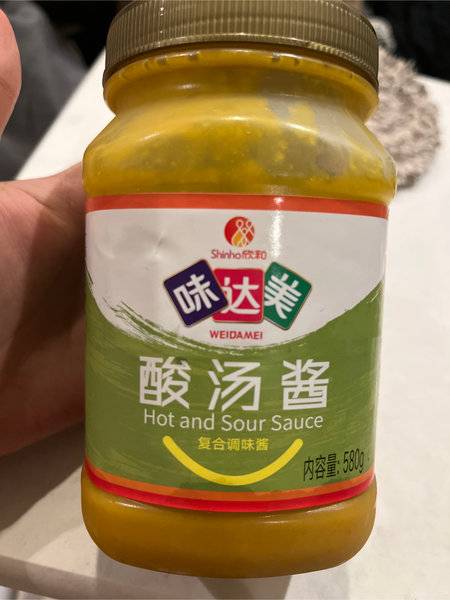 Shinho欣和
味达美
WEIDAMEI
酸汤酱
Hot and Sour Sauce
复合调味酱
内容量: 580g